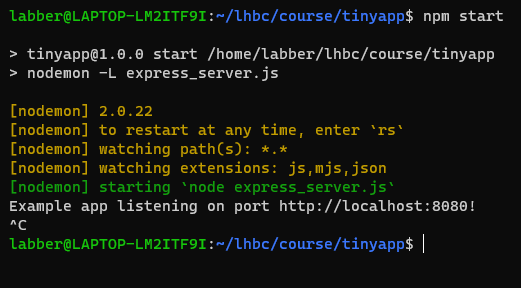 labber@LAPTOP-LM2ITF9I:~/lhbc/course/tinyapp$ npm start
> tinyapp@1.0.0 start /home/labber/lhbc/course/tinyapp
> nodemon -L express_server.js
[nodemon] 2.0.22
[nodemon] to restart at any time, enter `rs`
[nodemon] watching path(s): *.*
[nodemon] watching extensions: js,mjs,json
[nodemon] starting `node express_server.js`
Example app listening on port http://localhost:8080!
^C
labber@LAPTOP-LM2ITF9I:~/lhbc/course/tinyapp$